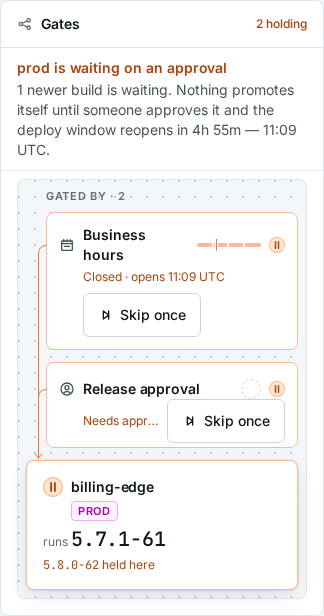 Gates
2 holding
prod is waiting on an approval
1 newer build is waiting. Nothing promotes
itself until someone approves it and the
deploy window reopens in 4h 55m — 11:09
UTC.
GATED BY · 2
Business
hours
Closed · opens 11:09 UTC
Skip once
Release approval
Needs appr...
Skip once
billing-edge
PROD
runs 5.7.1-61
5.8.0-62 held here